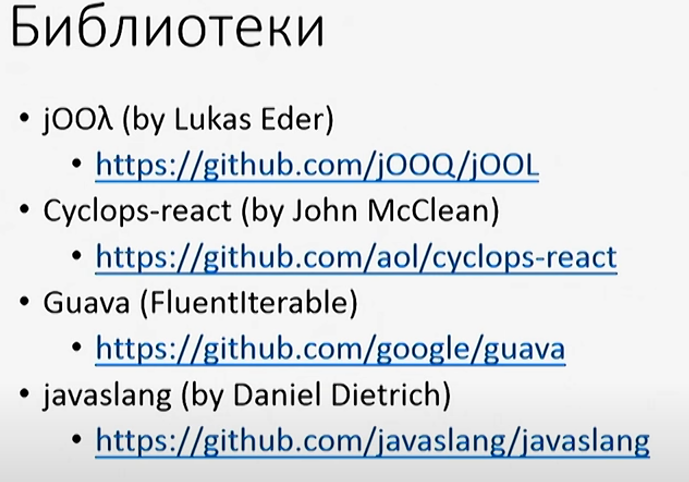 Библиотеки
• jOOλ (by Lukas Eder)
• https://github.com/jOOQ/jOOL
• Cyclops-react (by John McClean)
• https://github.com/aol/cyclops-react
• Guava (FluentIterable)
• https://github.com/google/guava
• javaslang (by Daniel Dietrich)
• https://github.com/javaslang/javaslang